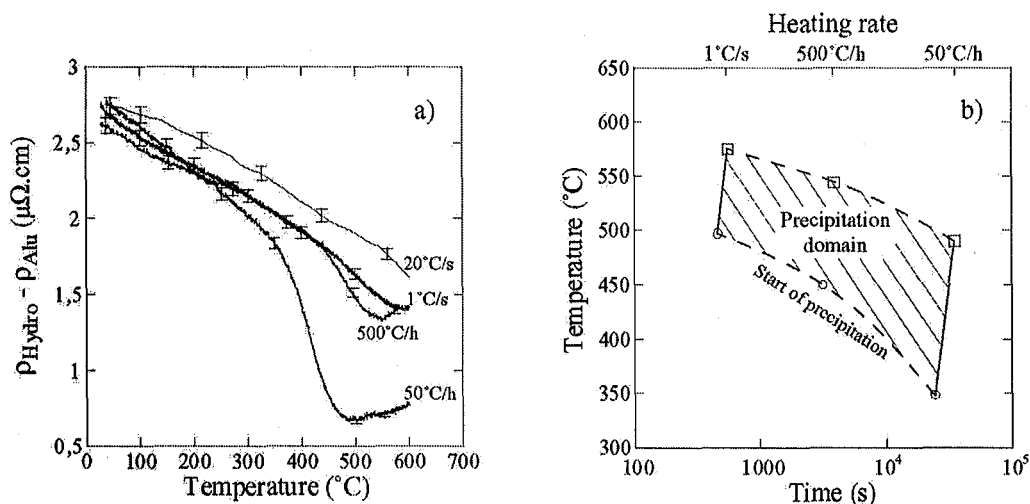 a)
3
2,5
2
1,5
1
0,5
ρHydro - ρAlu (μΩ.cm)
20°C/s
1°C/s
500°C/h
50°C/h
0 100 200 300 400 500 600 700
Temperature (°C)
Heating rate
1°C/s 500°C/h 50°C/h
b)
650
600
550
500
450
400
350
300
Temperature (°C)
Precipitation
domain
Start of precipitation
100 1000 10⁴ 10⁵
Time (s)